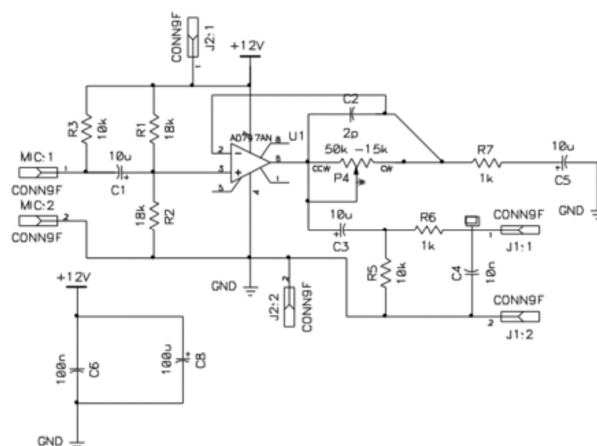 CONN9F
J2:1
1
+12V
R3
10k
R1
18k
AD797AN
U1
8
C2
2p
MIC:1
1
10u
C1
2
3
6
1
5
4
50k -15k
CCW
CW
P4
W
R7
1k
10u
C5
GND
CONN9F
MIC:2
2
CONN9F
18k
R2
10u
C3
R6
1k
1
CONN9F
J1:1
R5
10k
C4
10n
GND
2
J2:2
CONN9F
2
CONN9F
J1:2
+12V
100n
C6
100u
C8
GND